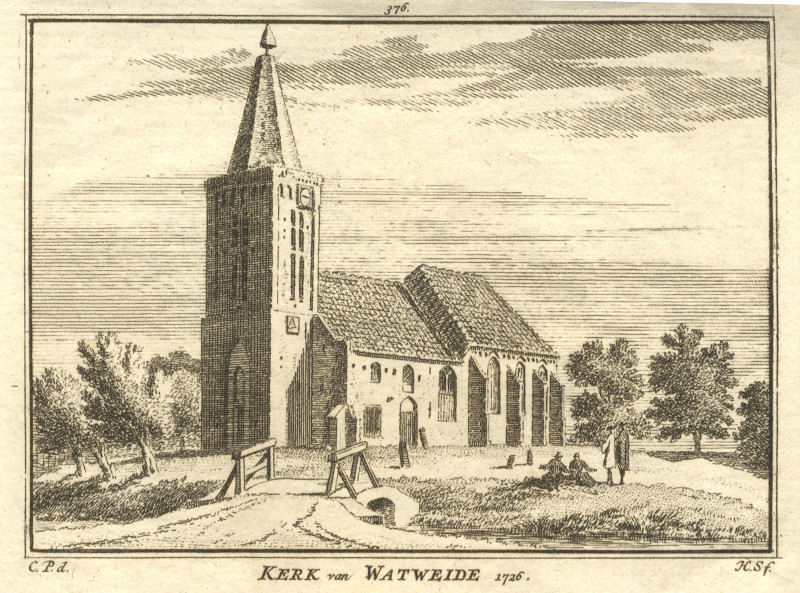 376.
C. P. d.
KERK van WATWEIDE 1726.
H. S f.